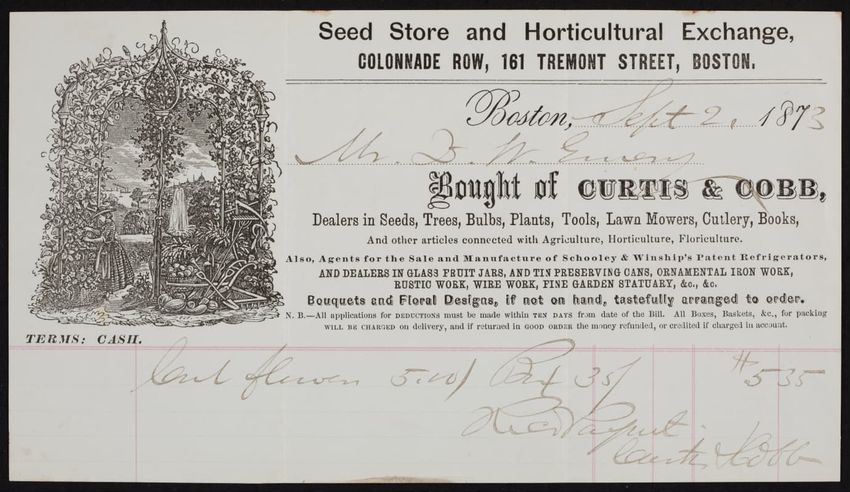 Seed Store and Horticultural Exchange,
COLONNADE ROW, 161 TREMONT STREET, BOSTON.
Boston, Sept 2, 1873
Mr. D. W. Emery
Bought of CURTIS & COBB,
Dealers in Seeds, Trees, Bulbs, Plants, Tools, Lawn Mowers, Cutlery, Books,
And other articles connected with Agriculture, Horticulture, Floriculture.
Also, Agents for the Sale and Manufacture of Schooley & Winship's Patent Refrigerators,
AND DEALERS IN GLASS FRUIT JARS, AND TIN PRESERVING CANS, ORNAMENTAL IRON WORK,
RUSTIC WORK, WIRE WORK, FINE GARDEN STATUARY, &c., &c.
Bouquets and Floral Designs, if not on hand, tastefully arranged to order.
N. B.—All applications for DEDUCTIONS must be made within TEN DAYS from date of the Bill. All Boxes, Baskets, &c., for packing
WILL BE CHARGED on delivery, and if returned in GOOD ORDER the money refunded, or credited if charged in account.
TERMS: CASH.
Cut flowers 5.00/ Box 35/ $5 35
Rec'd Payment
Curtis & Cobb